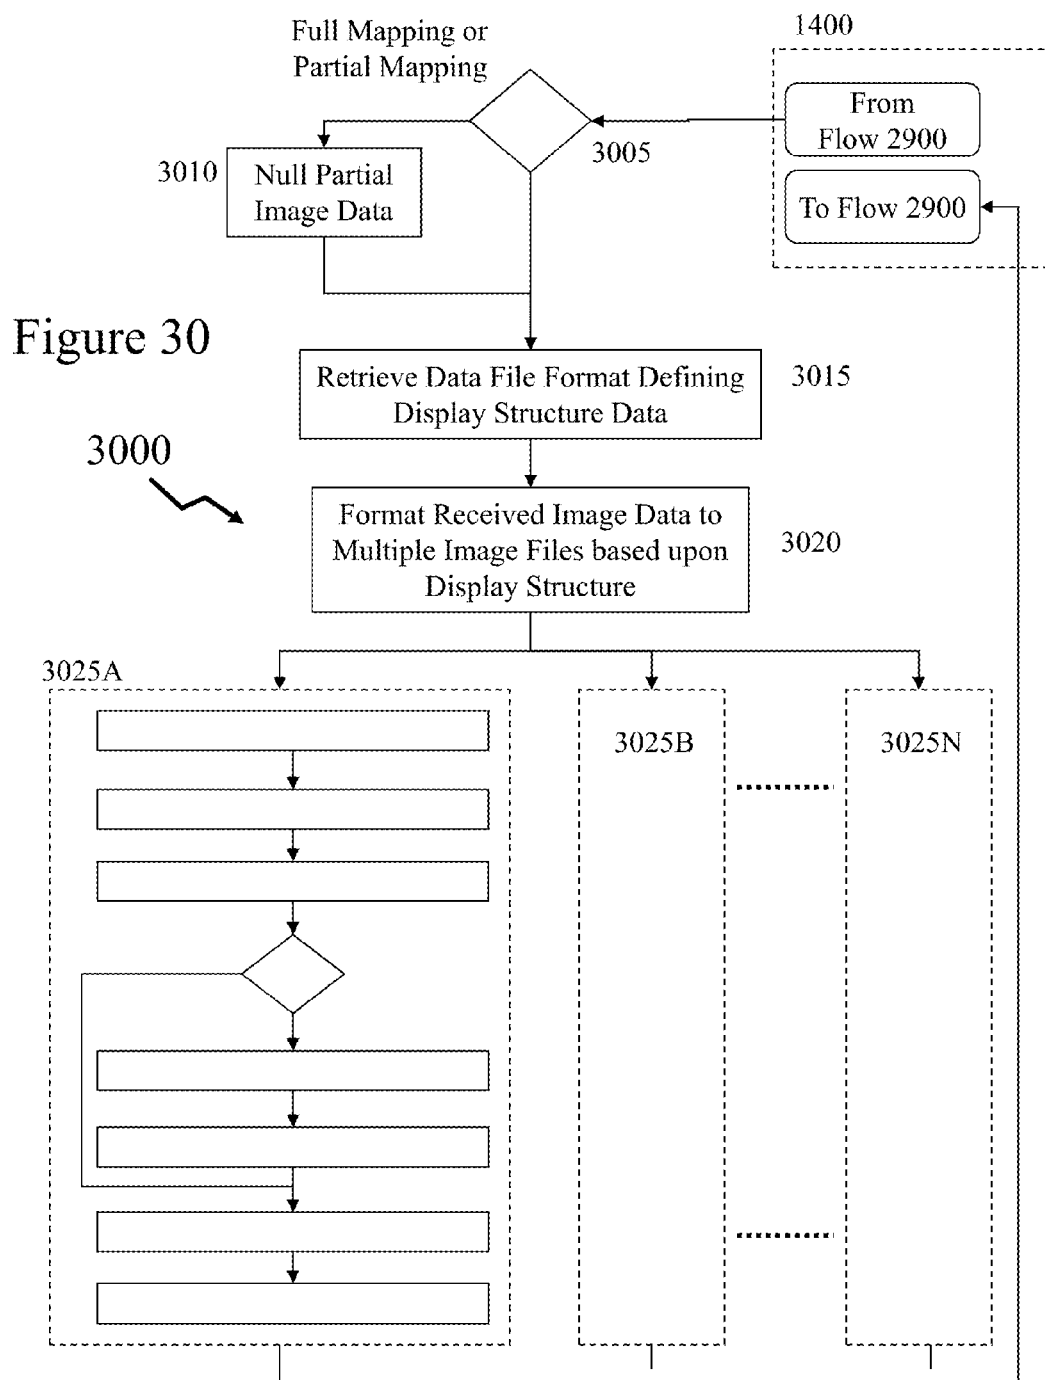 1400
Full Mapping or
Partial Mapping
From
Flow 2900
3005
3010
Null Partial
Image Data
To Flow 2900
Figure 30
Retrieve Data File Format Defining
Display Structure Data
3015
3000
Format Received Image Data to
Multiple Image Files based upon
Display Structure
3020
3025A
3025B
3025N